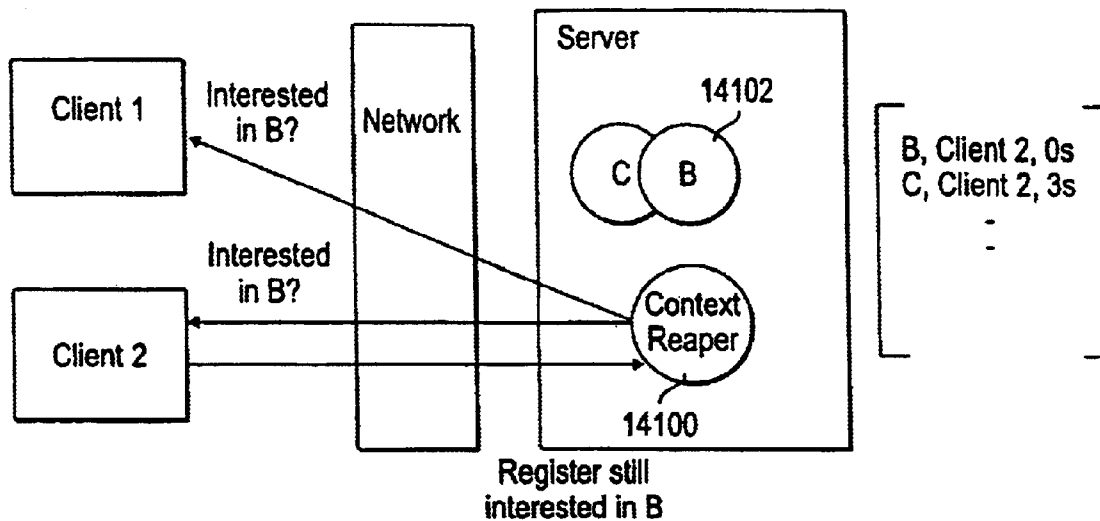 Server
Client 1
Interested
in B?
Network
14102
C
B
B, Client 2, 0s
C, Client 2, 3s
-
-
Interested
in B?
Client 2
Context
Reaper
14100
Register still
interested in B